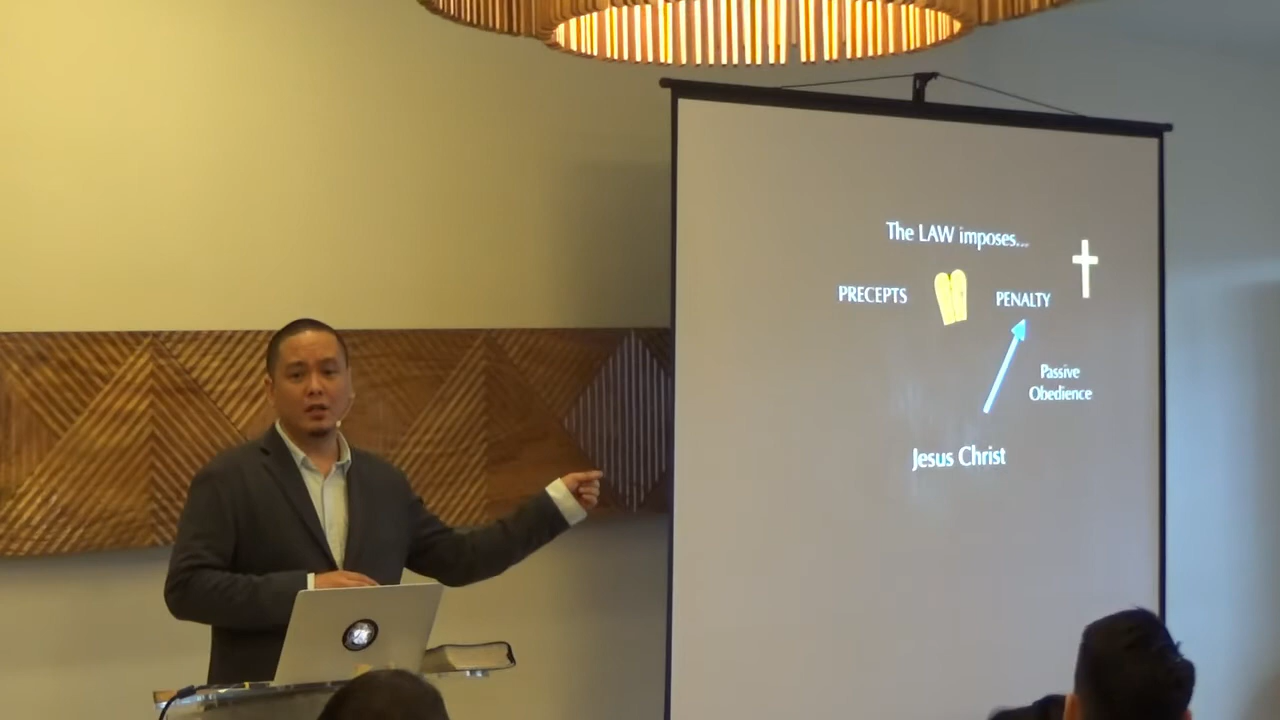 The LAW imposes...
PRECEPTS
PENALTY
Passive
Obedience
Jesus Christ